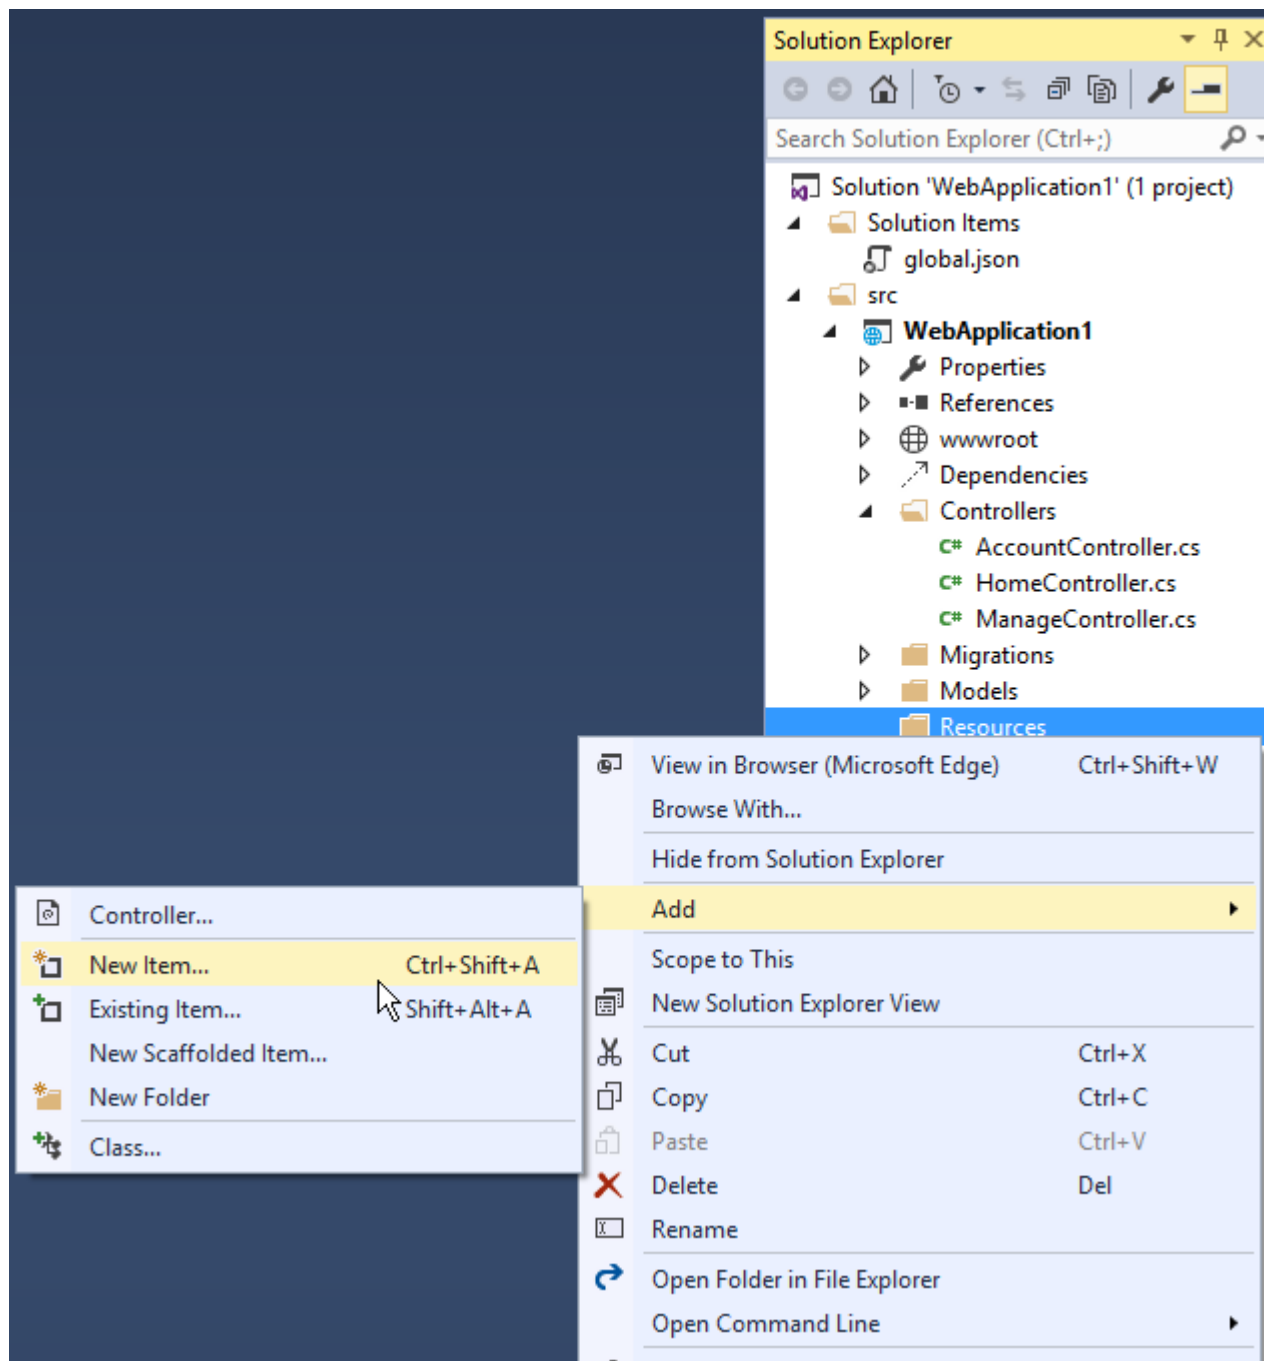 Solution Explorer
Search Solution Explorer (Ctrl+;)
Solution 'WebApplication1' (1 project)
Solution Items
global.json
src
WebApplication1
Properties
References
wwwroot
Dependencies
Controllers
C# AccountController.cs
C# HomeController.cs
C# ManageController.cs
Migrations
Models
Resources
View in Browser (Microsoft Edge) Ctrl+Shift+W
Browse With...
Hide from Solution Explorer
Add
Scope to This
New Solution Explorer View
Cut Ctrl+X
Copy Ctrl+C
Paste Ctrl+V
Delete Del
Rename
Open Folder in File Explorer
Open Command Line
Controller...
New Item... Ctrl+Shift+A
Existing Item... Shift+Alt+A
New Scaffolded Item...
New Folder
Class...